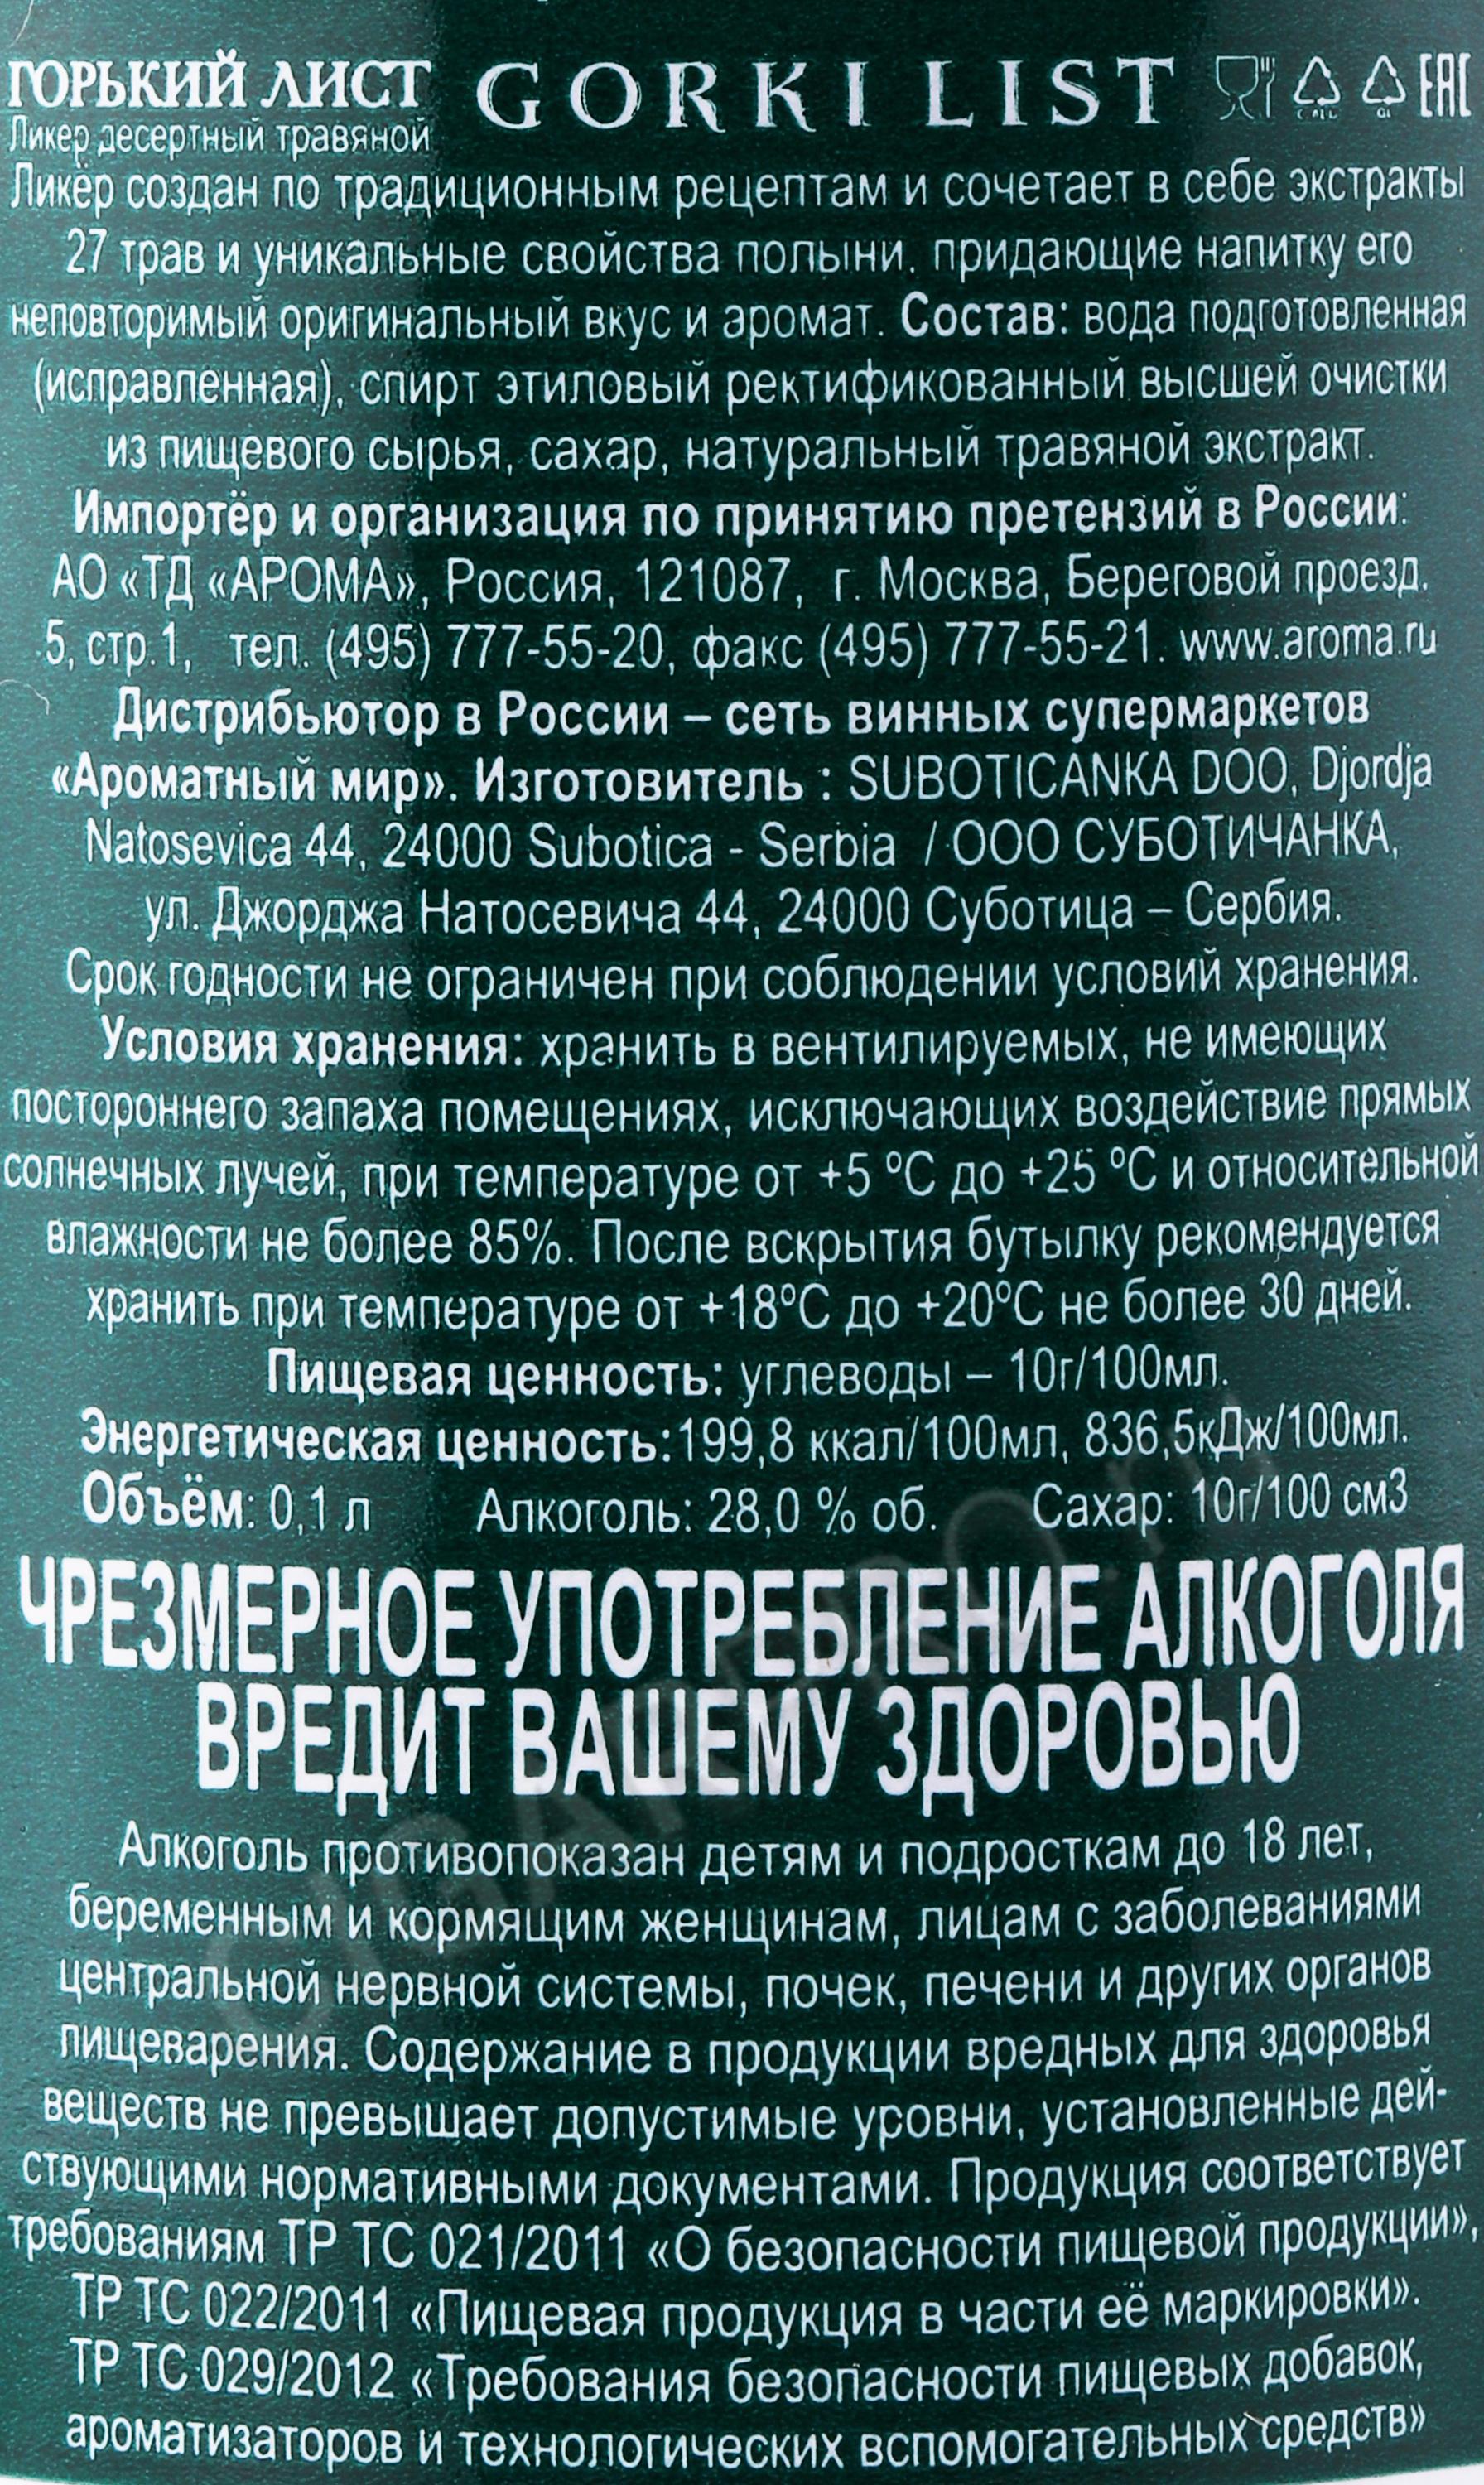 ГОРЬКИЙ ЛИСТ GORKI LIST EAC
Ликер десертный травяной
Ликёр создан по традиционным рецептам и сочетает в себе экстракты
27 трав и уникальные свойства полыни, придающие напитку его
неповторимый оригинальный вкус и аромат. Состав: вода подготовленная
(исправленная), спирт этиловый ректификованный высшей очистки
из пищевого сырья, сахар, натуральный травяной экстракт.
Импортёр и организация по принятию претензий в России:
АО «ТД «АРОМА», Россия, 121087, г. Москва, Береговой проезд,
5, стр.1, тел. (495) 777-55-20, факс (495) 777-55-21. www.aroma.ru
Дистрибьютор в России – сеть винных супермаркетов
«Ароматный мир». Изготовитель : SUBOTICANKA DOO, Djordja
Natosevica 44, 24000 Subotica - Serbia / ООО СУБОТИЧАНКА,
ул. Джорджа Натосевича 44, 24000 Суботица – Сербия.
Срок годности не ограничен при соблюдении условий хранения.
Условия хранения: хранить в вентилируемых, не имеющих
постороннего запаха помещениях, исключающих воздействие прямых
солнечных лучей, при температуре от +5 °С до +25 °С и относительной
влажности не более 85%. После вскрытия бутылку рекомендуется
хранить при температуре от +18°С до +20°С не более 30 дней.
Пищевая ценность: углеводы – 10г/100мл.
Энергетическая ценность:199,8 ккал/100мл, 836,5кДж/100мл.
Объём: 0,1 л Алкоголь: 28,0 % об. Сахар: 10г/100 см3
ЧРЕЗМЕРНОЕ УПОТРЕБЛЕНИЕ АЛКОГОЛЯ
ВРЕДИТ ВАШЕМУ ЗДОРОВЬЮ
Алкоголь противопоказан детям и подросткам до 18 лет,
беременным и кормящим женщинам, лицам с заболеваниями
центральной нервной системы, почек, печени и других органов
пищеварения. Содержание в продукции вредных для здоровья
веществ не превышает допустимые уровни, установленные дей-
ствующими нормативными документами. Продукция соответствует
требованиям ТР ТС 021/2011 «О безопасности пищевой продукции»,
ТР ТС 022/2011 «Пищевая продукция в части её маркировки».
ТР ТС 029/2012 «Требования безопасности пищевых добавок,
ароматизаторов и технологических вспомогательных средств»